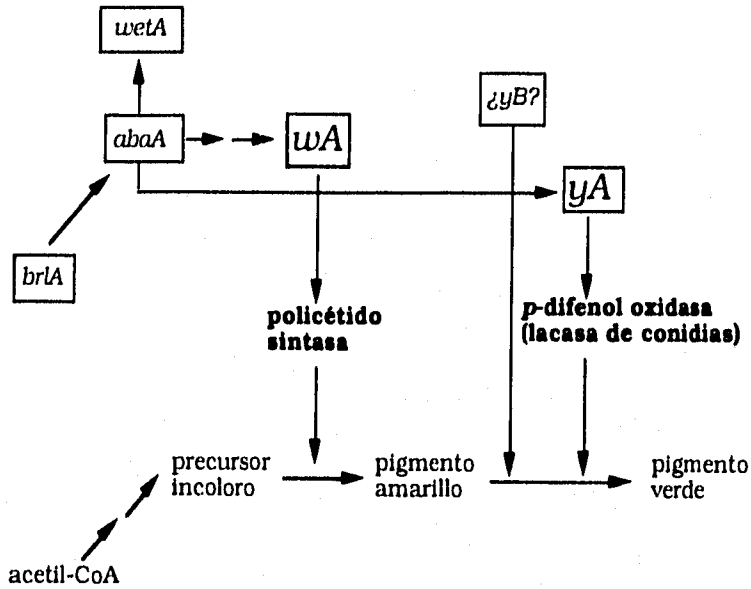 wetA
¿yB?
abaA
wA
yA
brlA
policétido
sintasa
p-difenol oxidasa
(lacasa de conidias)
precursor
incoloro
pigmento
amarillo
pigmento
verde
acetil-CoA